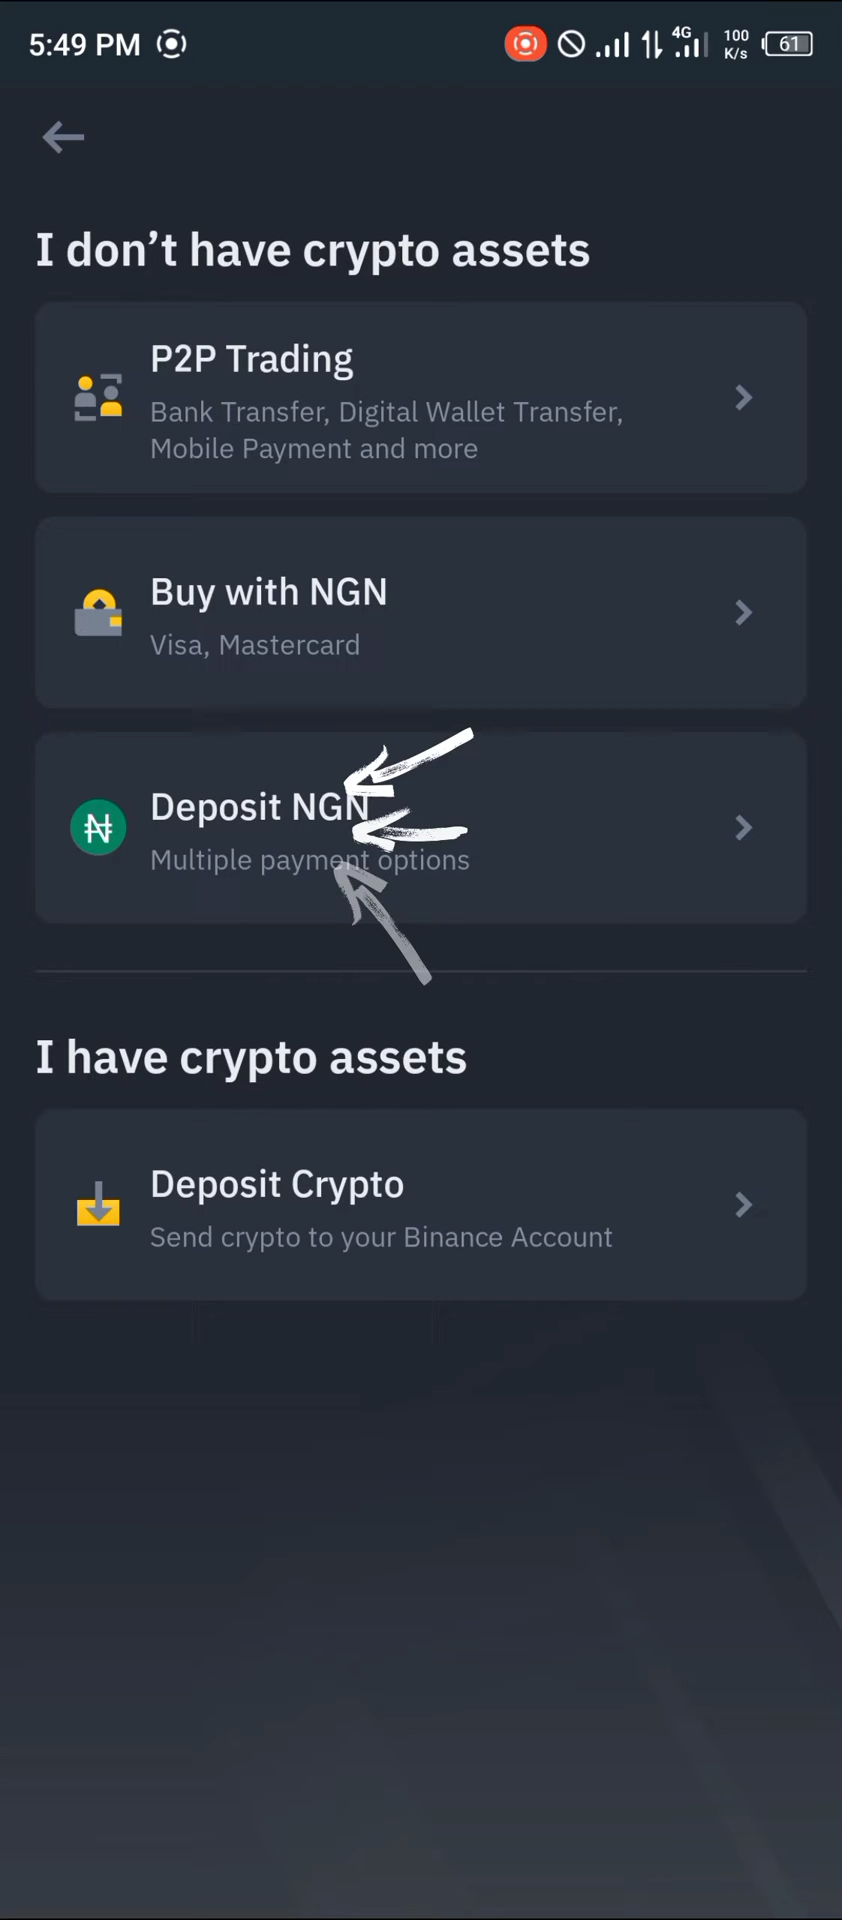 5:49 PM
4G
100
K/s
61
I don’t have crypto assets
P2P Trading
Bank Transfer, Digital Wallet Transfer,
Mobile Payment and more
Buy with NGN
Visa, Mastercard
Deposit NGN
Multiple payment options
I have crypto assets
Deposit Crypto
Send crypto to your Binance Account